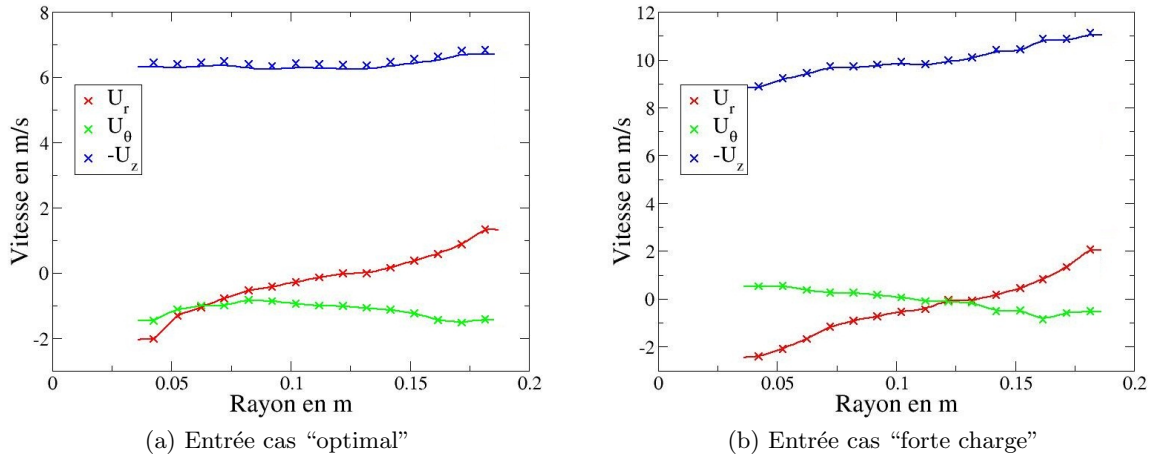 8
6
4
2
0
-2
0
0.05
0.1
0.15
0.2
Vitesse en m/s
Rayon en m
U_r
U_θ
-U_z
(a) Entrée cas “optimal”
12
10
8
6
4
2
0
-2
0
0.05
0.1
0.15
0.2
Vitesse en m/s
Rayon en m
U_r
U_θ
-U_z
(b) Entrée cas “forte charge”